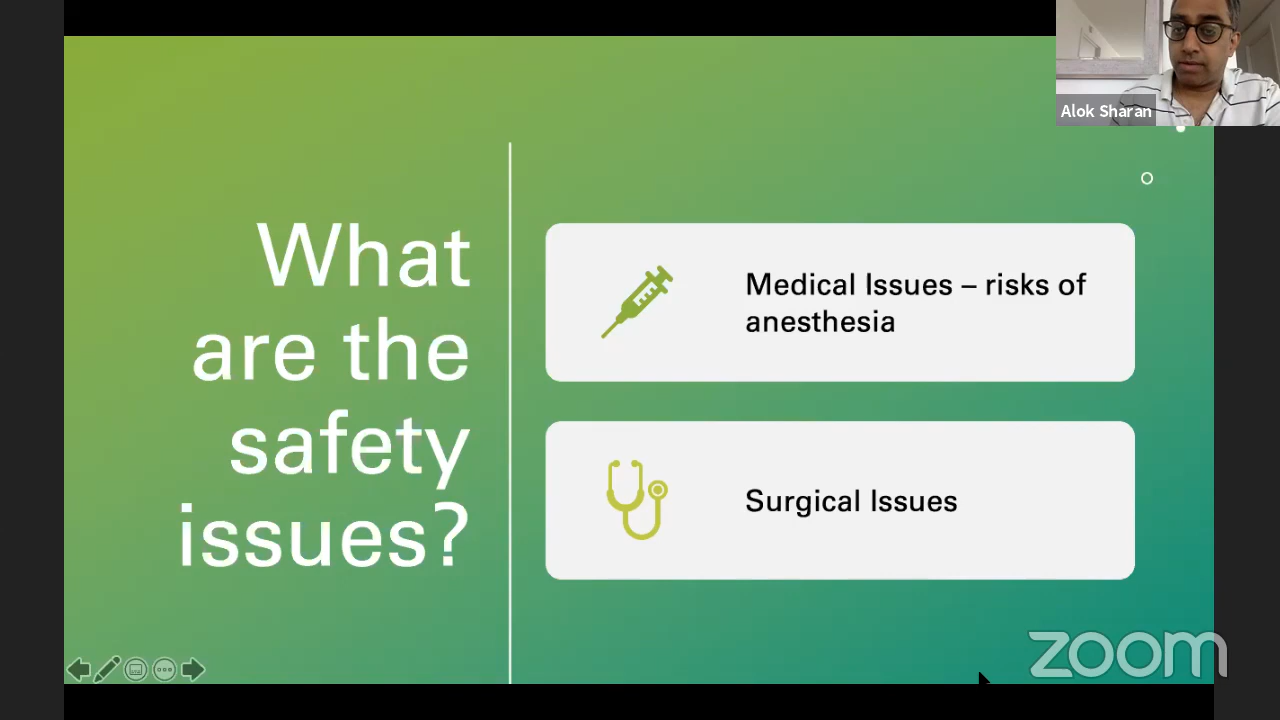 Alok Sharan
What
are the
safety
issues?
Medical Issues – risks of
anesthesia
Surgical Issues
zoom